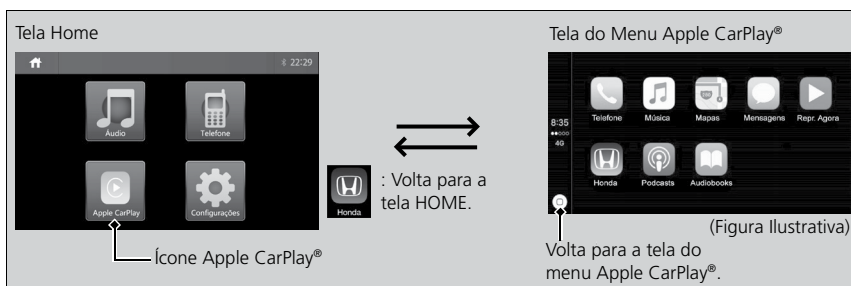 Tela Home
22:29
Áudio
Telefone
Apple CarPlay
Configurações
Ícone Apple CarPlay®
Honda
: Volta para a
tela HOME.
Tela do Menu Apple CarPlay®
8:35
4G
Telefone
Música
Mapas
Mensagens
Repr. Agora
Honda
Podcasts
Audiobooks
(Figura Ilustrativa)
Volta para a tela do
menu Apple CarPlay®.